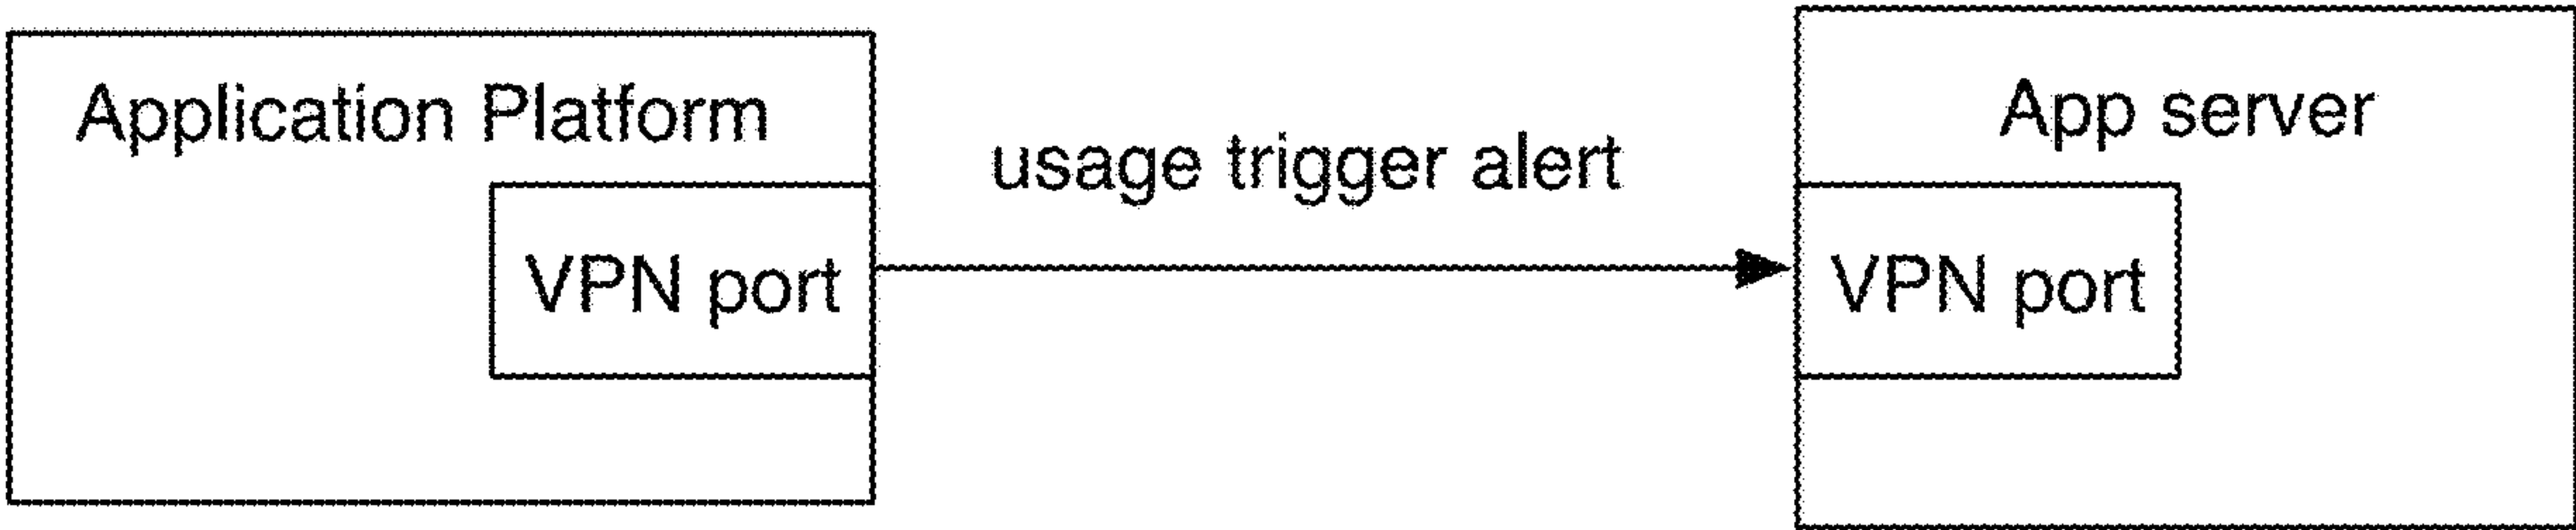 Application Platform
VPN port
usage trigger alert
App server
VPN port